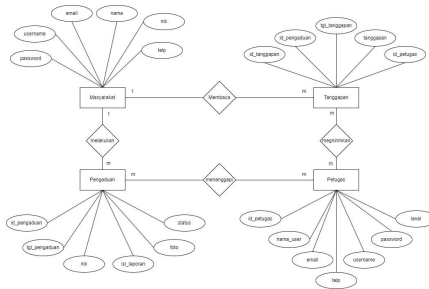 email
nama
nik
username
telp
password
tgl_tanggapan
id_pengaduan
tanggapan
id_tanggapan
id_petugas
Masyarakat
1
Membaca
m
Tanggapan
1
m
melakukan
megnirimkan
m
m
Pengaduan
m
menanggapi
m
Petugas
id_pengaduan
tgl_pengaduan
nik
isi_laporan
foto
status
id_petugas
nama_user
email
telp
username
password
level